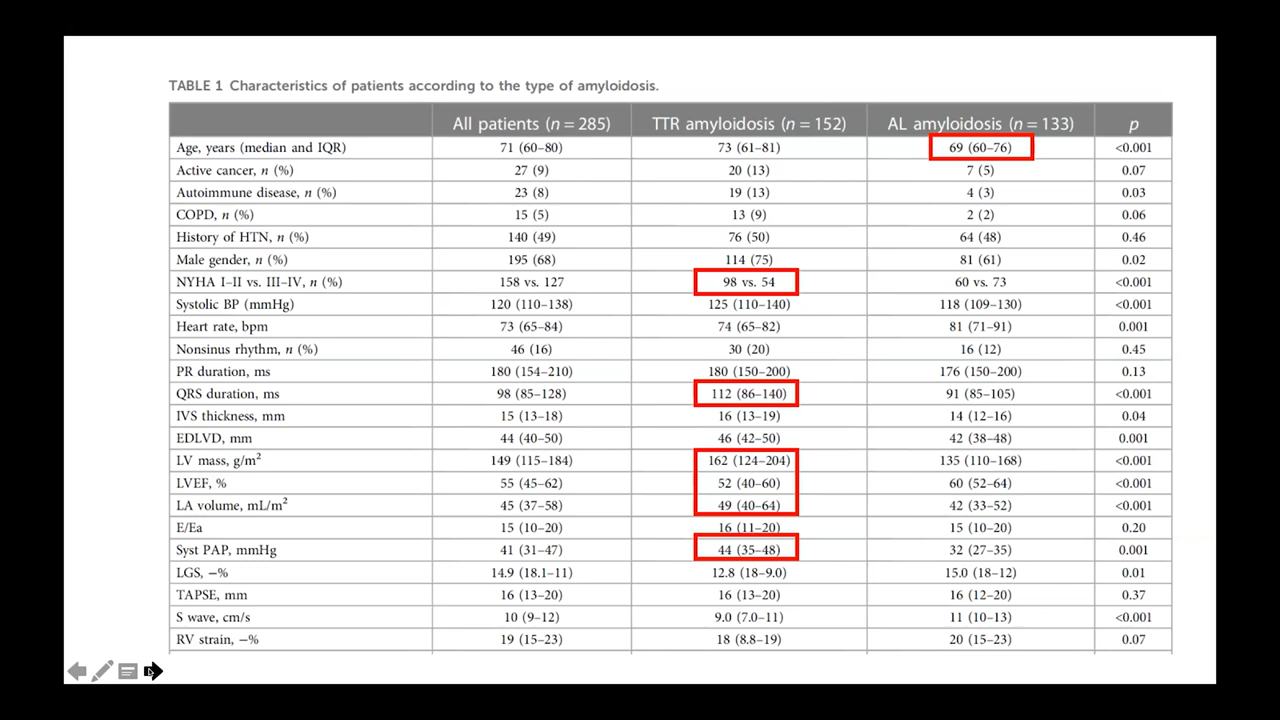 TABLE 1 Characteristics of patients according to the type of amyloidosis.
All patients (n = 285) TTR amyloidosis (n = 152) AL amyloidosis (n = 133) p
Age, years (median and IQR) 71 (60–80) 73 (61–81) 69 (60–76) <0.001
Active cancer, n (%) 27 (9) 20 (13) 7 (5) 0.07
Autoimmune disease, n (%) 23 (8) 19 (13) 4 (3) 0.03
COPD, n (%) 15 (5) 13 (9) 2 (2) 0.06
History of HTN, n (%) 140 (49) 76 (50) 64 (48) 0.46
Male gender, n (%) 195 (68) 114 (75) 81 (61) 0.02
NYHA I–II vs. III–IV, n (%) 158 vs. 127 98 vs. 54 60 vs. 73 <0.001
Systolic BP (mmHg) 120 (110–138) 125 (110–140) 118 (109–130) <0.001
Heart rate, bpm 73 (65–84) 74 (65–82) 81 (71–91) 0.001
Nonsinus rhythm, n (%) 46 (16) 30 (20) 16 (12) 0.45
PR duration, ms 180 (154–210) 180 (150–200) 176 (150–200) 0.13
QRS duration, ms 98 (85–128) 112 (86–140) 91 (85–105) <0.001
IVS thickness, mm 15 (13–18) 16 (13–19) 14 (12–16) 0.04
EDLVD, mm 44 (40–50) 46 (42–50) 42 (38–48) 0.001
LV mass, g/m² 149 (115–184) 162 (124–204) 135 (110–168) <0.001
LVEF, % 55 (45–62) 52 (40–60) 60 (52–64) <0.001
LA volume, mL/m² 45 (37–58) 49 (40–64) 42 (33–52) <0.001
E/Ea 15 (10–20) 16 (11–20) 15 (10–20) 0.20
Syst PAP, mmHg 41 (31–47) 44 (35–48) 32 (27–35) 0.001
LGS, –% 14.9 (18.1–11) 12.8 (18–9.0) 15.0 (18–12) 0.01
TAPSE, mm 16 (13–20) 16 (13–20) 16 (12–20) 0.37
S wave, cm/s 10 (9–12) 9.0 (7.0–11) 11 (10–13) <0.001
RV strain, –% 19 (15–23) 18 (8.8–19) 20 (15–23) 0.07